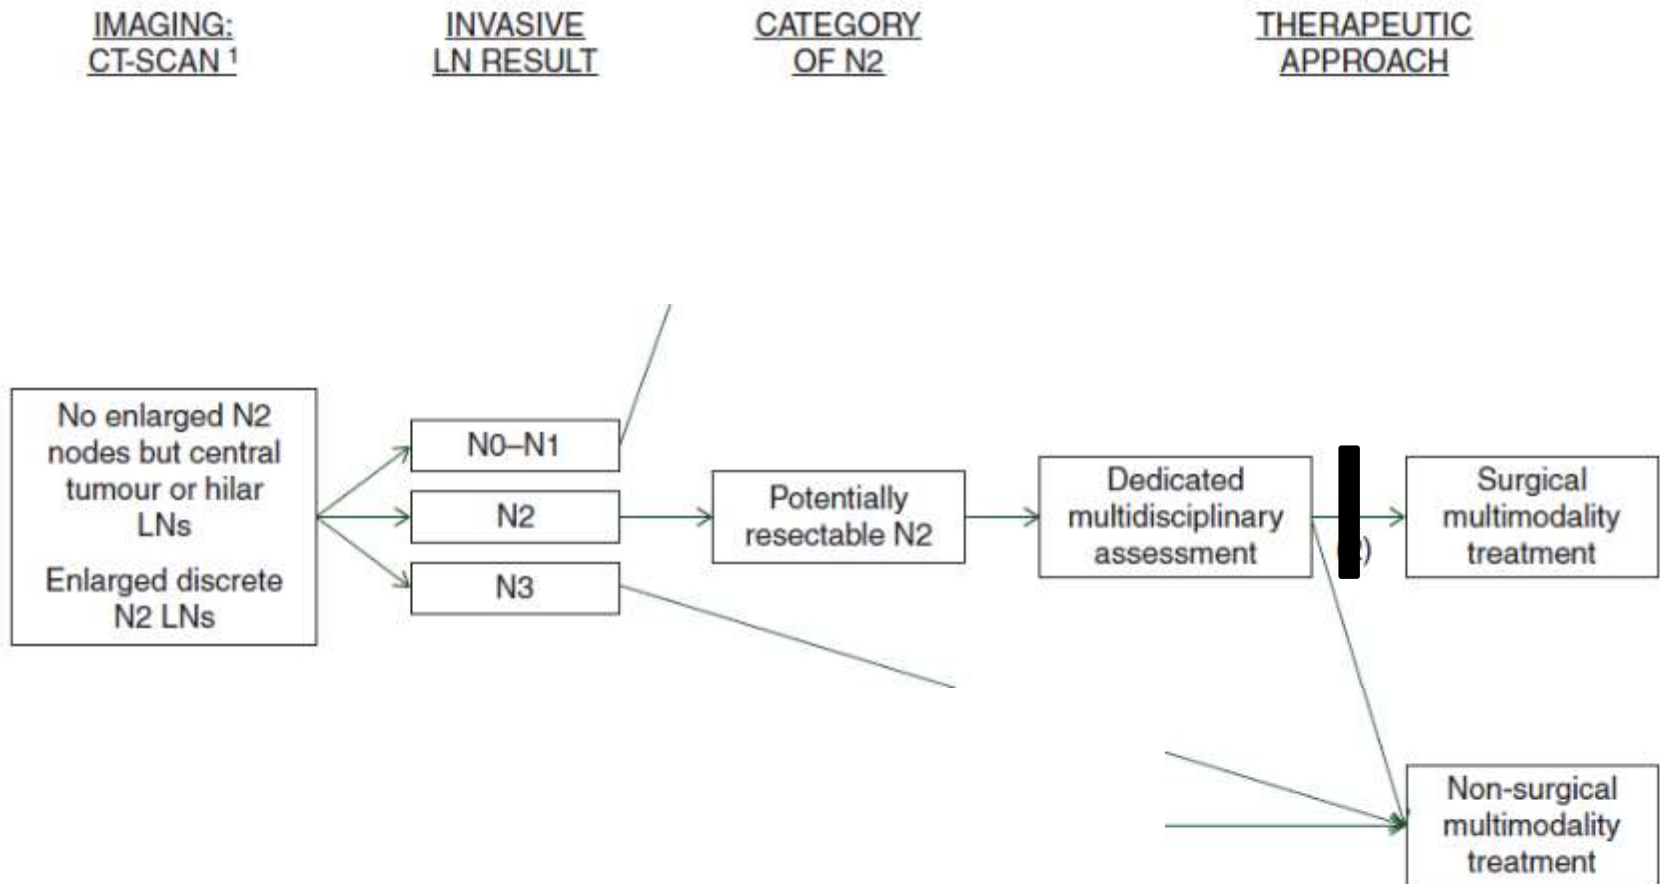 IMAGING:
CT-SCAN 1
INVASIVE
LN RESULT
CATEGORY
OF N2
THERAPEUTIC
APPROACH
No enlarged N2
nodes but central
tumour or hilar
LNs
Enlarged discrete
N2 LNs
N0–N1
N2
N3
Potentially
resectable N2
Dedicated
multidisciplinary
assessment
Surgical
multimodality
treatment
Non-surgical
multimodality
treatment